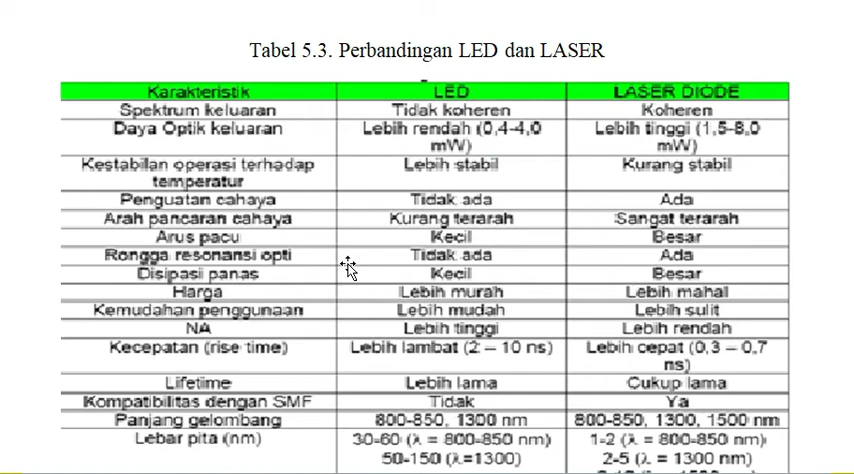 Tabel 5.3. Perbandingan LED dan LASER
Karakteristik LED LASER DIODE
Spektrum keluaran Tidak koheren Koheren
Daya Optik keluaran Lebih rendah (0,4-4,0 mW) Lebih tinggi (1,5-8,0 mW)
Kestabilan operasi terhadap temperatur Lebih stabil Kurang stabil
Penguatan cahaya Tidak ada Ada
Arah pancaran cahaya Kurang terarah Sangat terarah
Arus pacu Kecil Besar
Rongga resonansi opti Tidak ada Ada
Disipasi panas Kecil Besar
Harga Lebih murah Lebih mahal
Kemudahan penggunaan Lebih mudah Lebih sulit
NA Lebih tinggi Lebih rendah
Kecepatan (rise time) Lebih lambat (2 – 10 ns) Lebih cepat (0,3 – 0,7 ns)
Lifetime Lebih lama Cukup lama
Kompatibilitas dengan SMF Tidak Ya
Panjang gelombang 800-850, 1300 nm 800-850, 1300, 1500 nm
Lebar pita (nm) 30-60 (λ = 800-850 nm) 1-2 (λ = 800-850 nm)
50-150 (λ=1300) 2-5 (λ = 1300 nm)